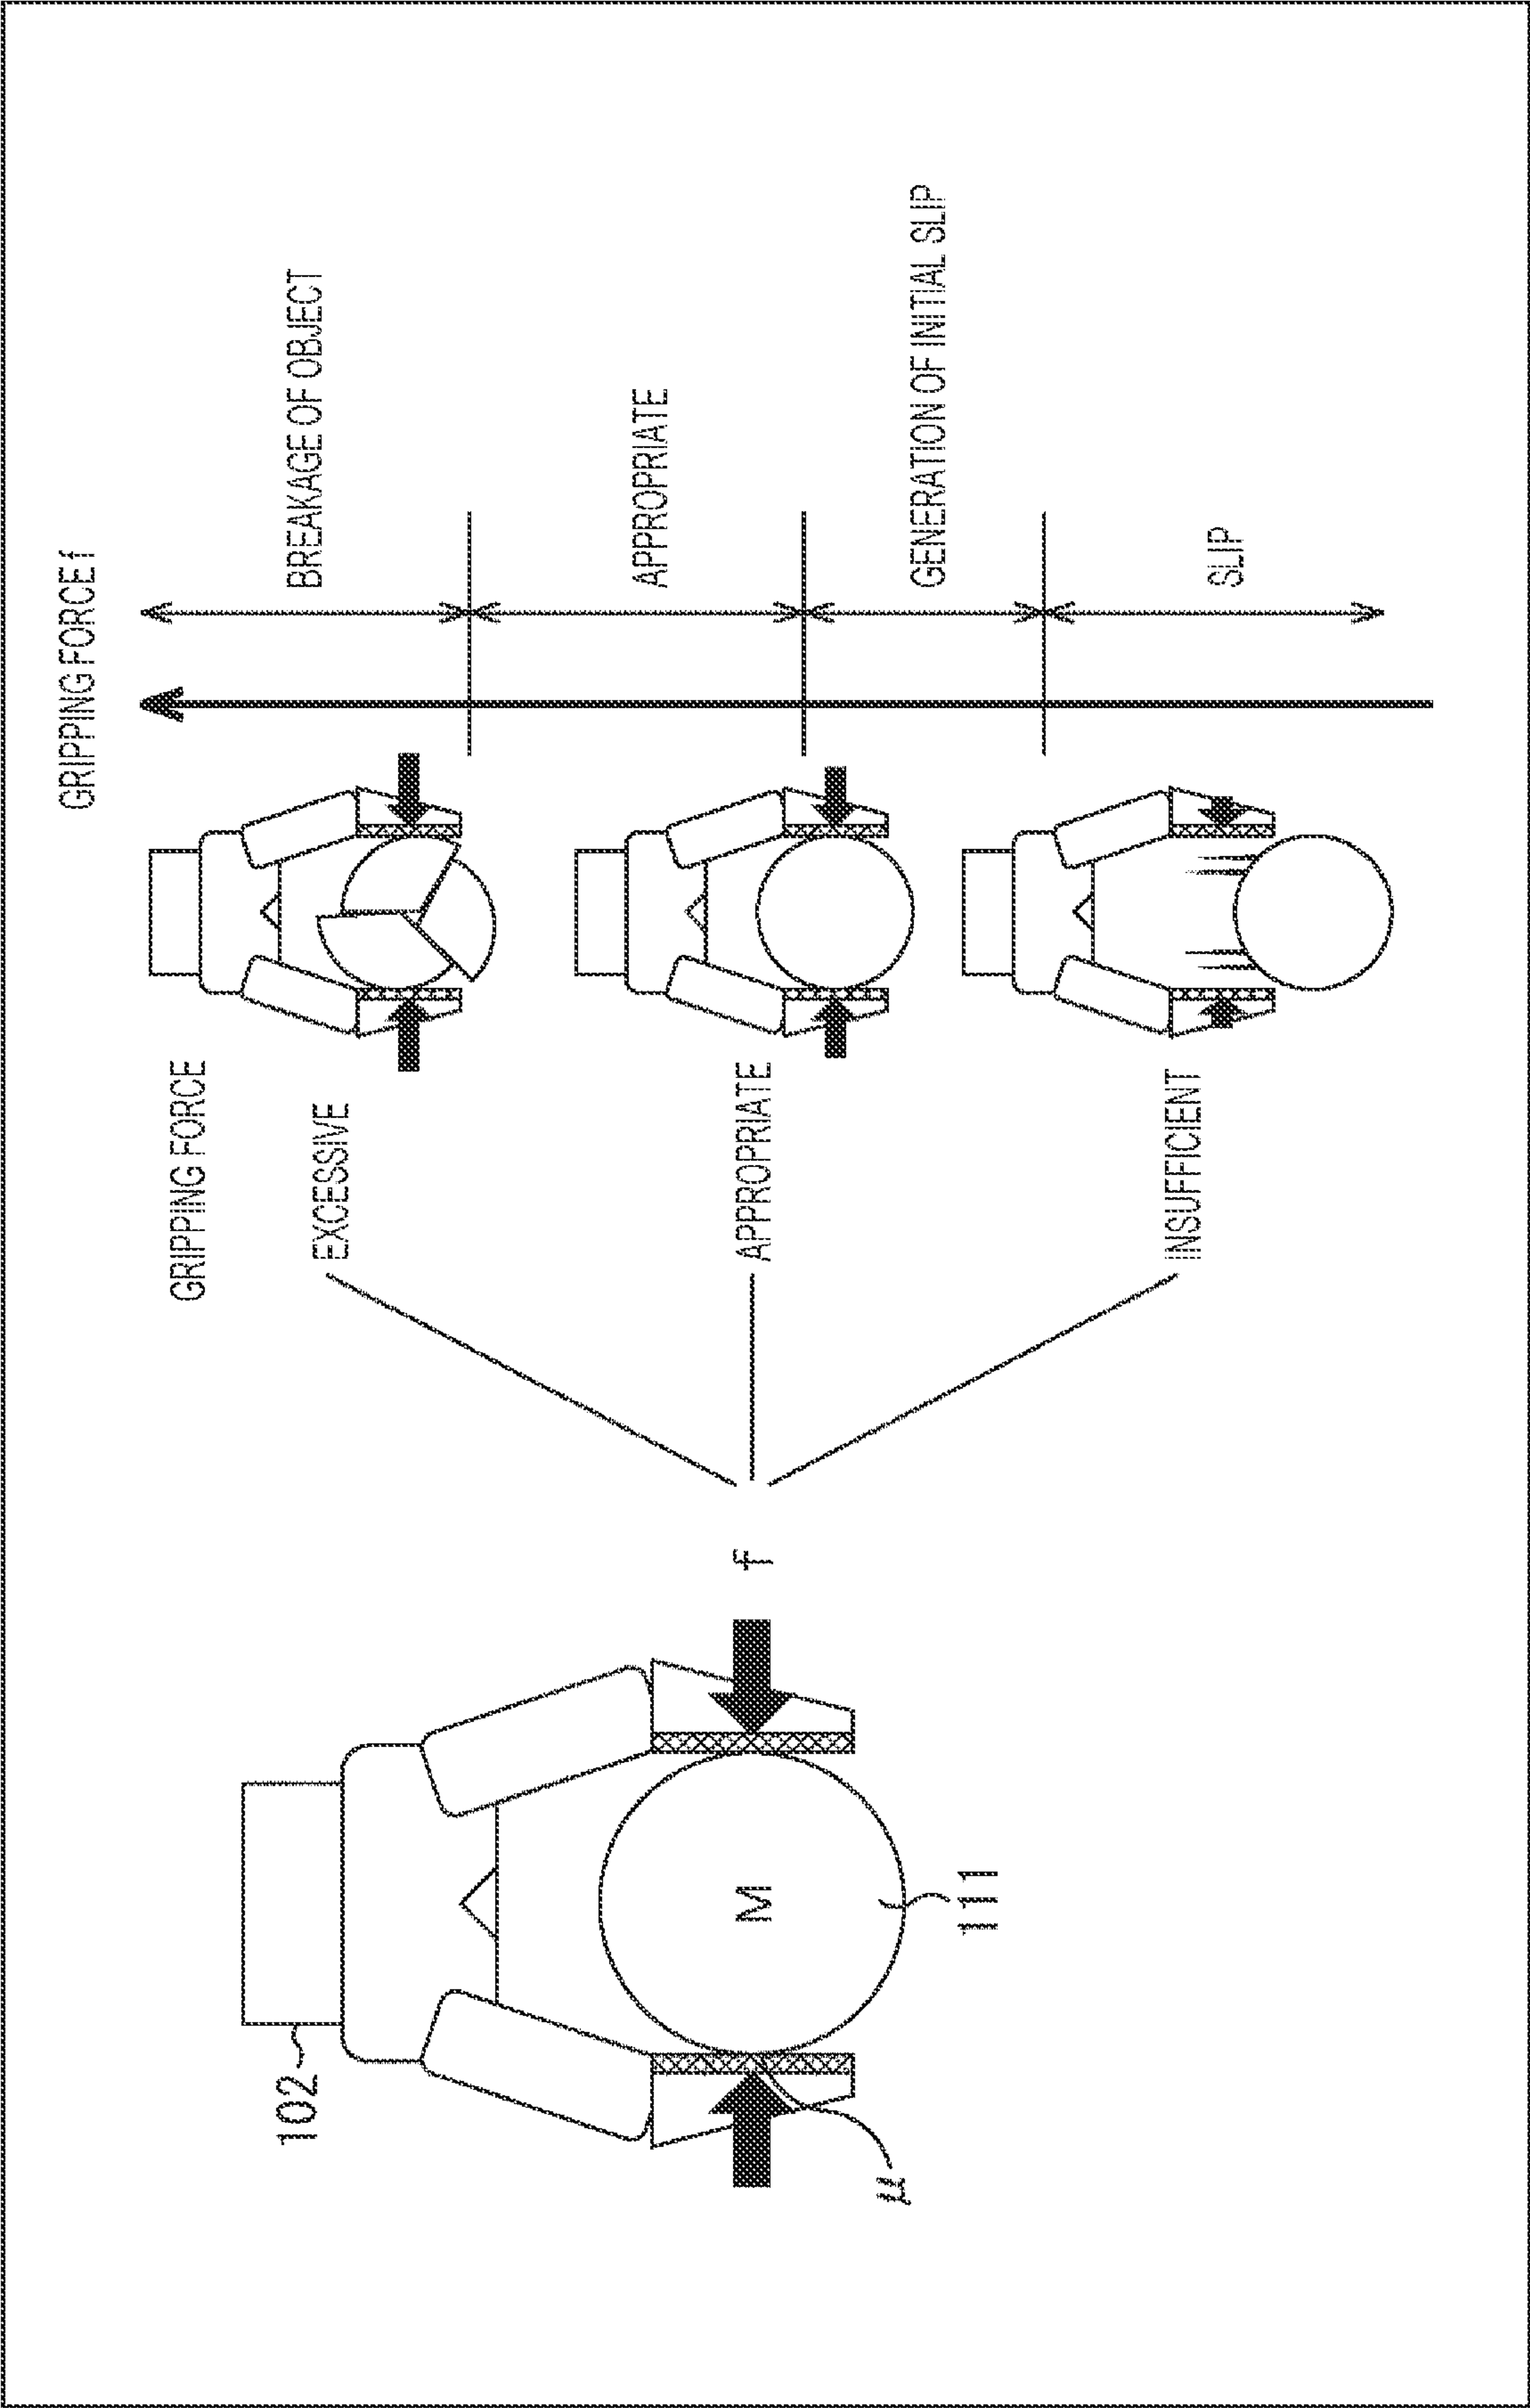 102
μ
M
111
f
GRIPPING FORCE
EXCESSIVE
APPROPRIATE
INSUFFICIENT
GRIPPING FORCE f
BREAKAGE OF OBJECT
APPROPRIATE
GENERATION OF INITIAL SLIP
SLIP